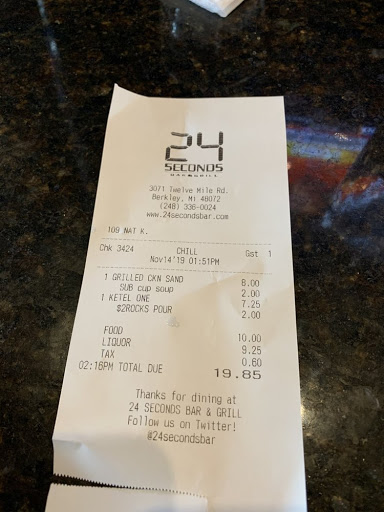 24
SECONDS
BAR & GRILL
3071 Twelve Mile Rd.
Berkley, MI 48072
(248) 336-0024
www.24secondsbar.com
109 NAT K.
Chk 3424 CHILL Gst 1
Nov14'19 01:51PM
1 GRILLED CKN SAND 8.00
SUB cup soup 2.00
1 KETEL ONE 7.25
$2ROCKS POUR 2.00
FOOD 10.00
LIQUOR 9.25
TAX 0.60
02:16PM TOTAL DUE 19.85
Thanks for dining at
24 SECONDS BAR & GRILL
Follow us on Twitter!
@24secondsbar